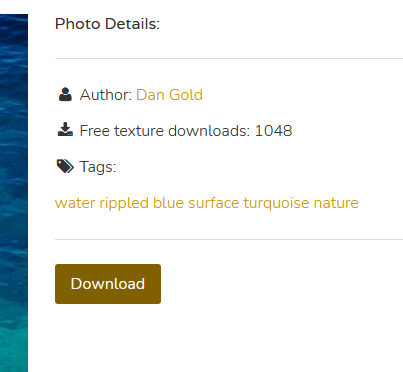 Photo Details:
Author: Dan Gold
Free texture downloads: 1048
Tags:
water rippled blue surface turquoise nature
Download